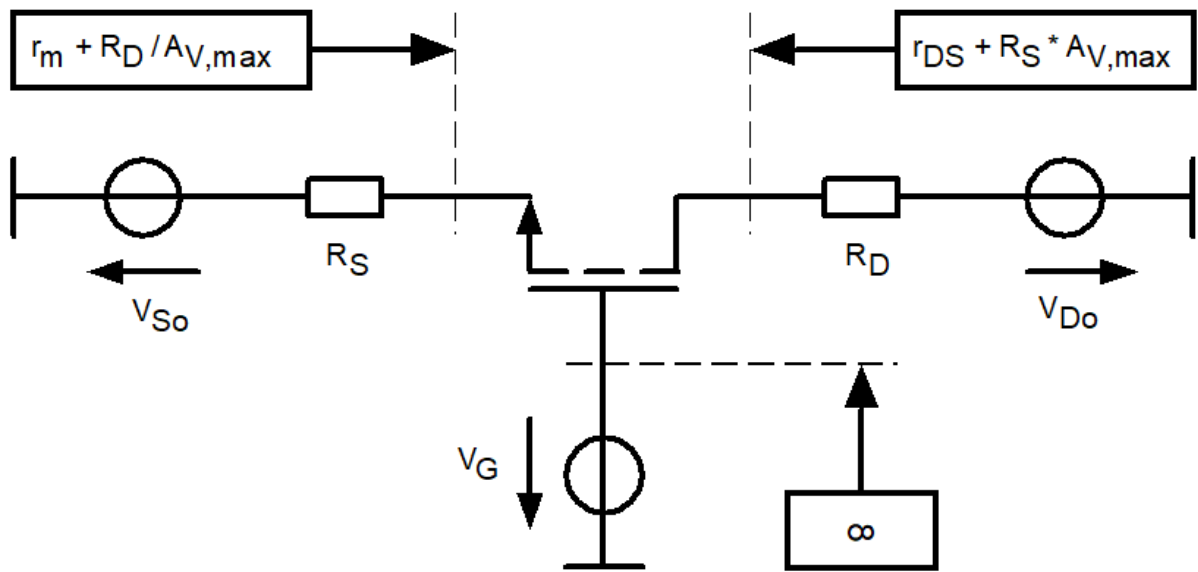 r_m + R_D / A_V,max
r_DS + R_S * A_V,max
R_S
R_D
V_So
V_Do
V_G
∞